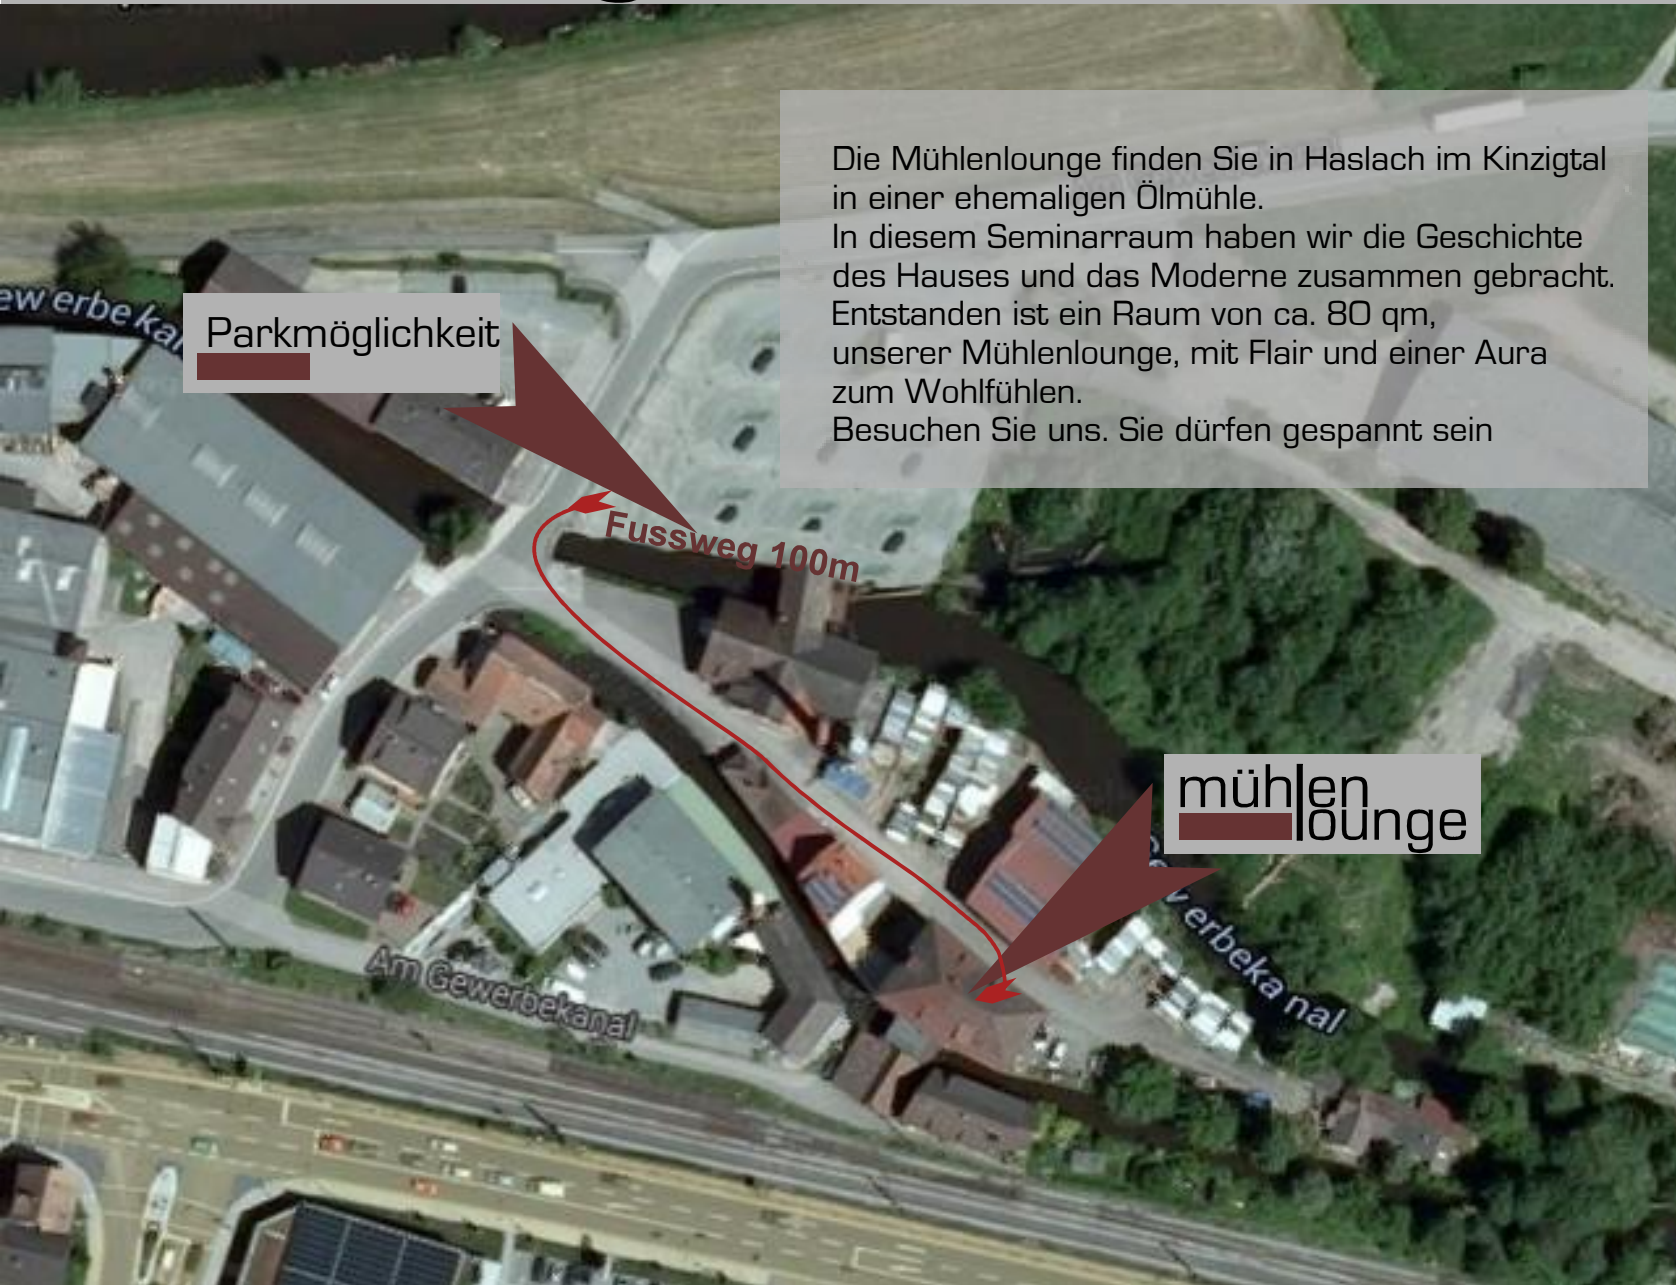 Die Mühlenlounge finden Sie in Haslach im Kinzigtal
in einer ehemaligen Ölmühle.
In diesem Seminarraum haben wir die Geschichte
des Hauses und das Moderne zusammen gebracht.
Entstanden ist ein Raum von ca. 80 qm,
unserer Mühlenlounge, mit Flair und einer Aura
zum Wohlfühlen.
Besuchen Sie uns. Sie dürfen gespannt sein
Parkmöglichkeit
Fussweg 100m
mühlen
lounge
Am Gewerbekanal
Gewerbekanal